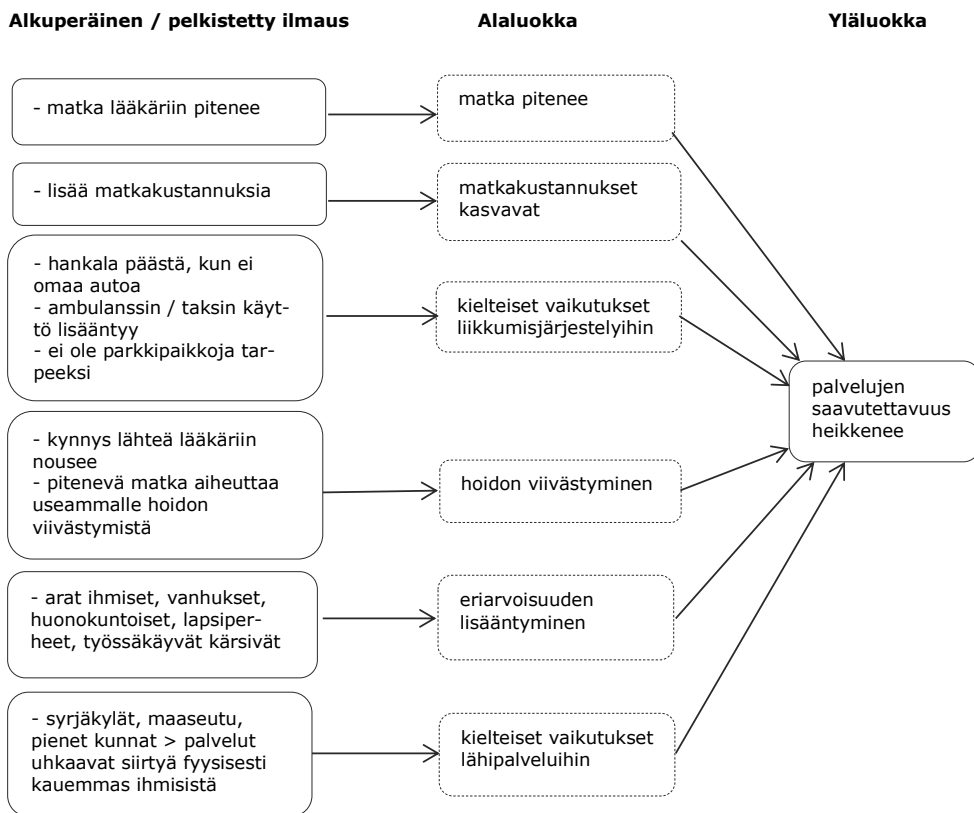 Alkuperäinen / pelkistetty ilmaus
Alaluokka
Yläluokka
- matka lääkäriin pitenee
matka pitenee
- lisää matkakustannuksia
matkakustannukset
kasvavat
- hankala päästä, kun ei
omaa autoa
- ambulanssin / taksin käyt-
tö lisääntyy
- ei ole parkkipaikkoja tar-
peeksi
kielteiset vaikutukset
liikkumisjärjestelyihin
- kynnys lähteä lääkäriin
nousee
- pitenevä matka aiheuttaa
useammalle hoidon
viivästymistä
hoidon viivästyminen
- arat ihmiset, vanhukset,
huonokuntoiset, lapsiper-
heet, työssäkäyvät kärsivät
eriarvoisuuden
lisääntyminen
- syrjäkylät, maaseutu,
pienet kunnat > palvelut
uhkaavat siirtyä fyysisesti
kauemmas ihmisistä
kielteiset vaikutukset
lähipalveluihin
palvelujen
saavutettavuus
heikkenee